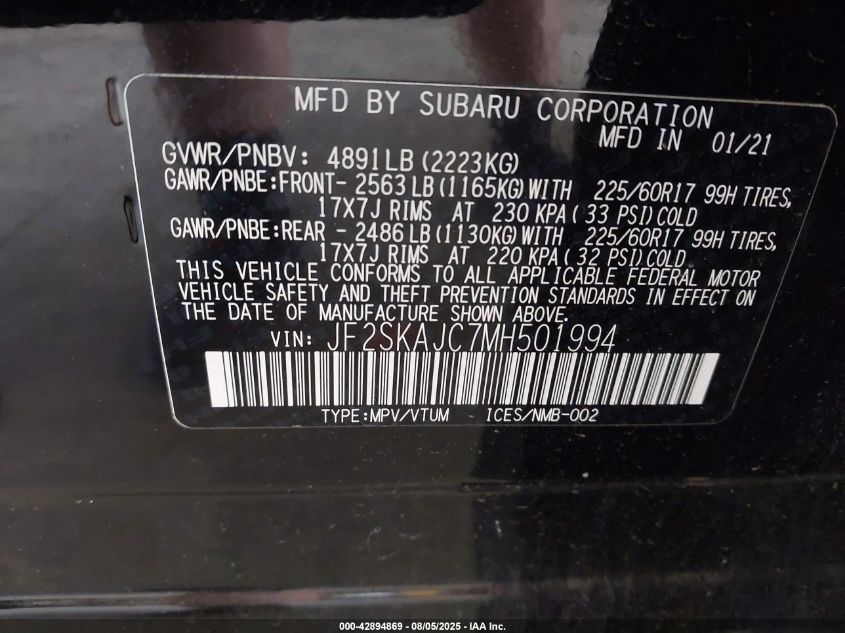 MFD BY SUBARU CORPORATION
MFD IN 01/21
GVWR/PNBV: 4891LB (2223KG)
GAWR/PNBE:FRONT- 2563LB (1165KG) WITH 225/60R17 99H TIRES,
17X7J RIMS AT 230 KPA ( 33 PSI) COLD
GAWR/PNBE:REAR - 2486LB (1130KG) WITH 225/60R17 99H TIRES,
17X7J RIMS AT 220 KPA ( 32 PSI) COLD
THIS VEHICLE CONFORMS TO ALL APPLICABLE FEDERAL MOTOR
VEHICLE SAFETY AND THEFT PREVENTION STANDARDS IN EFFECT ON
THE DATE OF MANUFACTURE SHOWN ABOVE.
VIN: JF2SKAJC7MH501994
TYPE:MPV/VTUM ICES/NMB-002
000-42894869 - 08/05/2025 - IAA Inc.